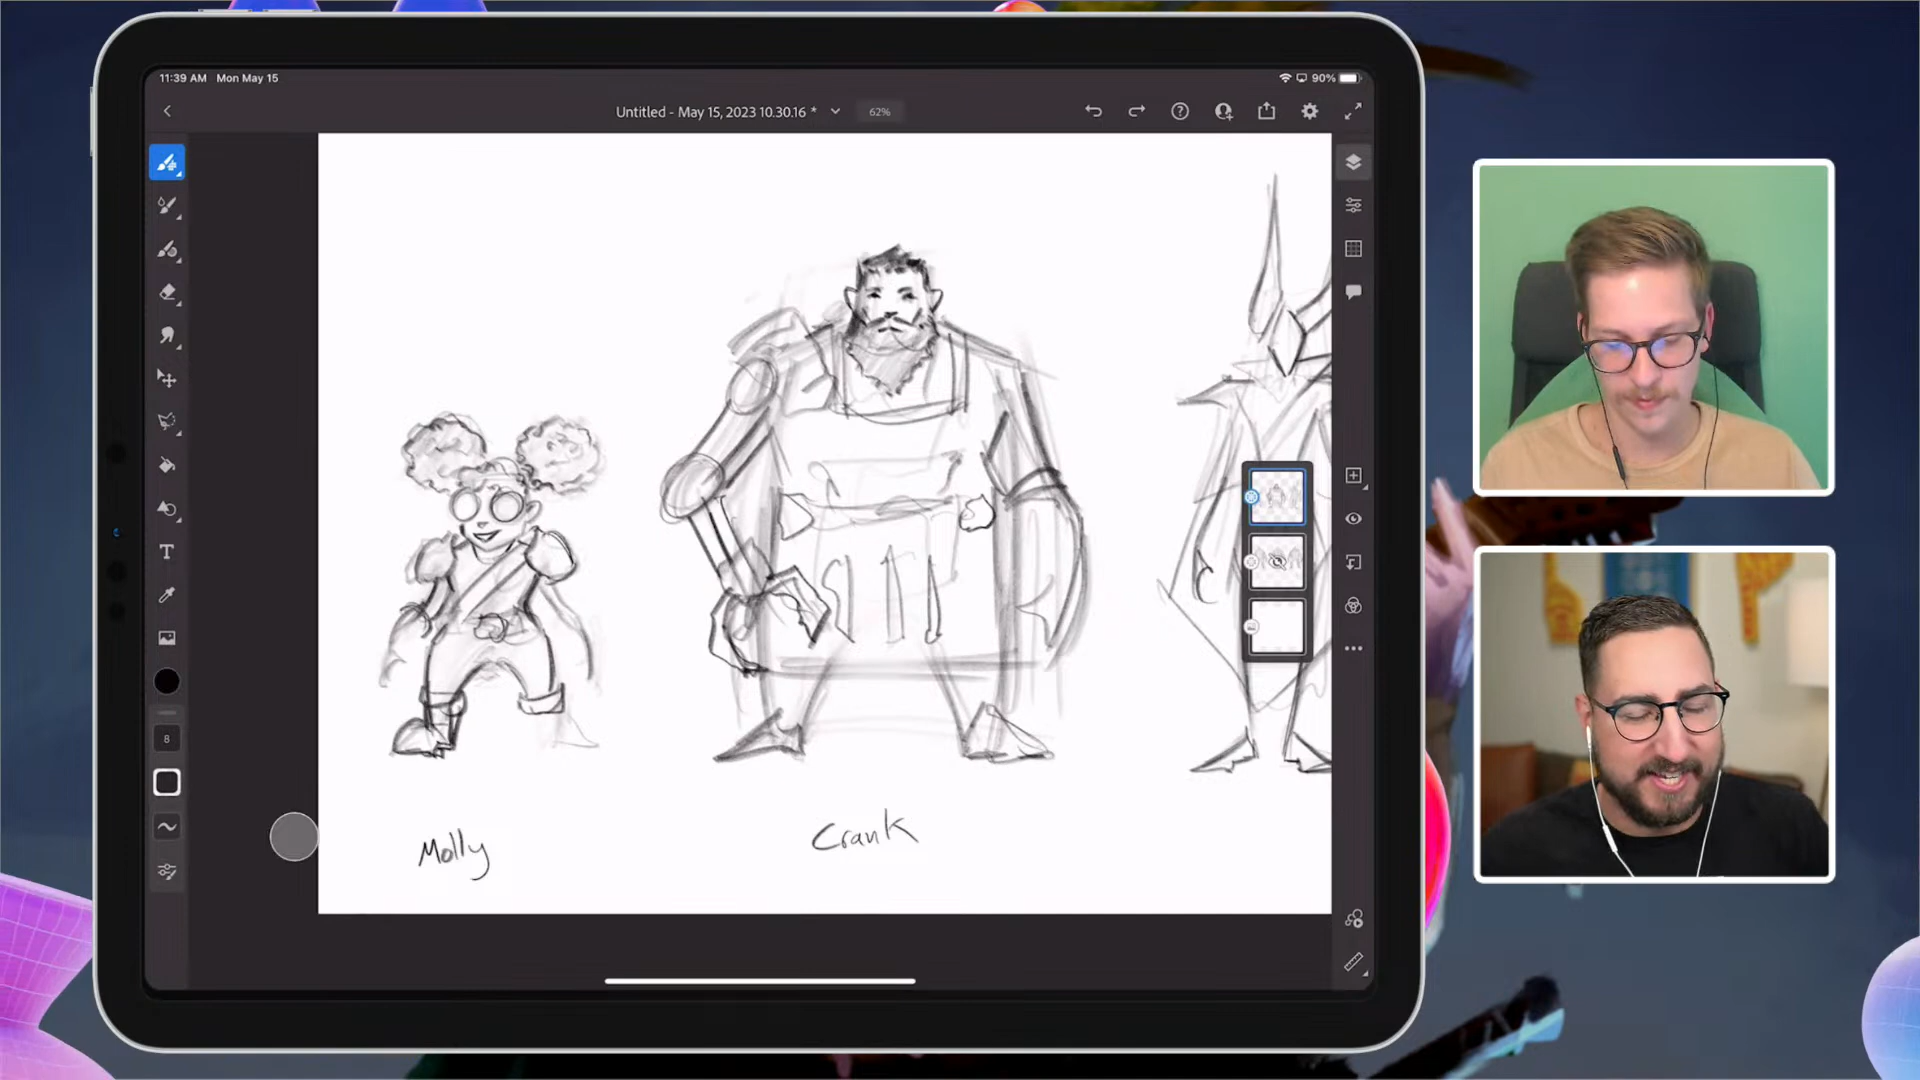 11:39 AM Mon May 15
90%
Untitled - May 15, 2023 10.30.16 *
62%
T
8
Molly
Crank